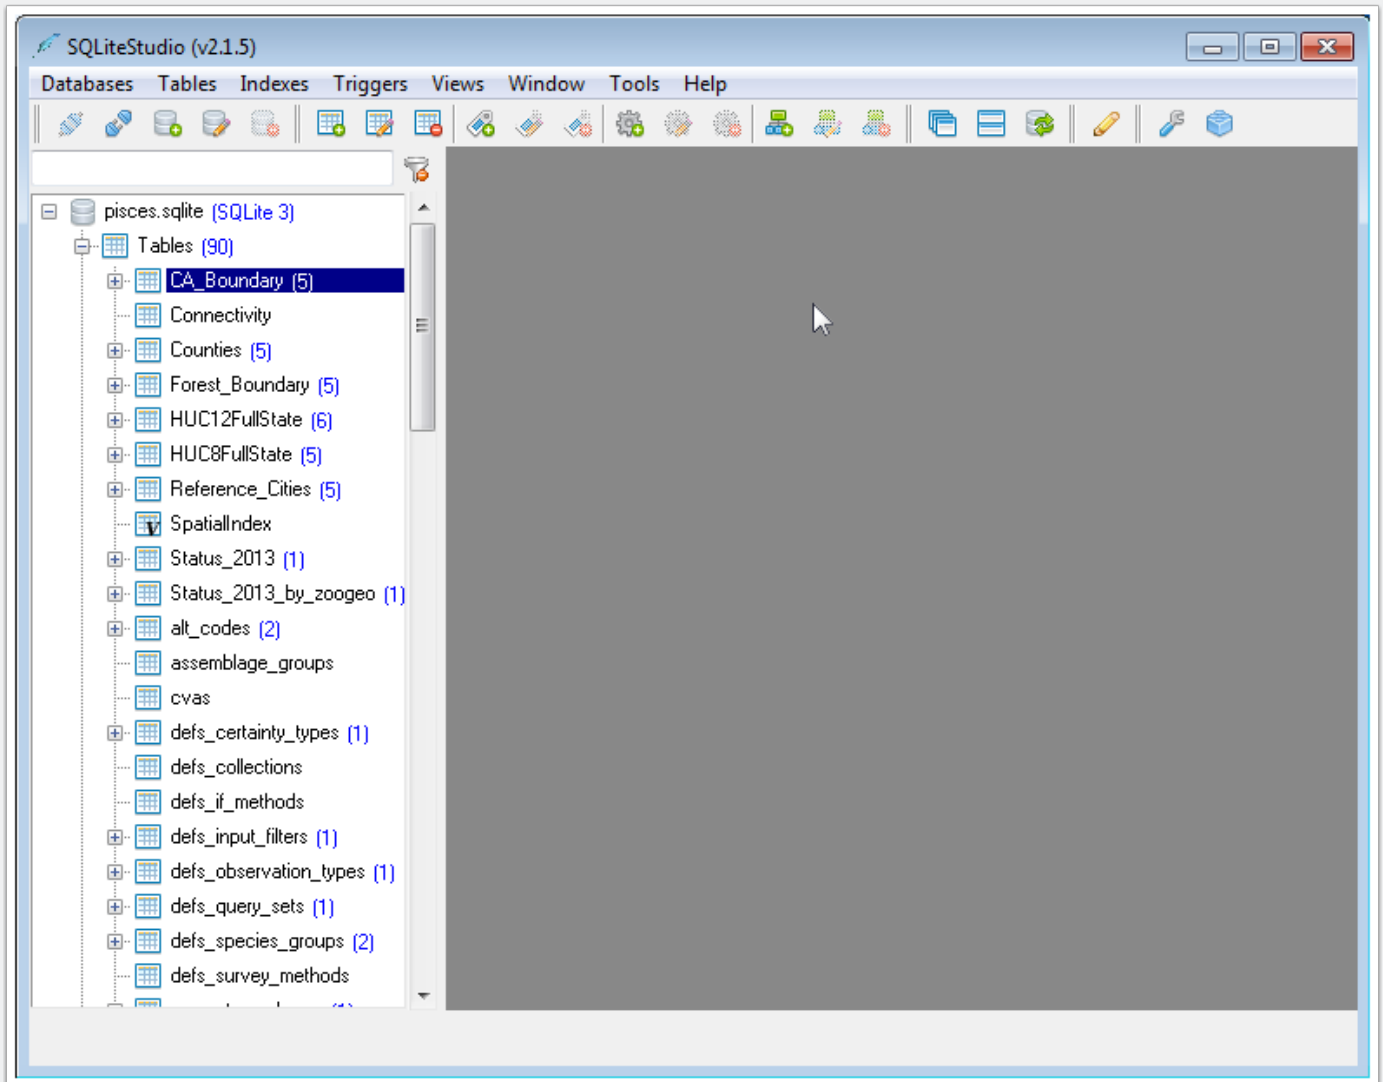 SQLiteStudio (v2.1.5)
Databases Tables Indexes Triggers Views Window Tools Help
pisces.sqlite (SQLite 3)
Tables (90)
CA_Boundary (5)
Connectivity
Counties (5)
Forest_Boundary (5)
HUC12FullState (6)
HUC8FullState (5)
Reference_Cities (5)
SpatialIndex
Status_2013 (1)
Status_2013_by_zoogeo (1)
alt_codes (2)
assemblage_groups
cvas
defs_certainty_types (1)
defs_collections
defs_if_methods
defs_input_filters (1)
defs_observation_types (1)
defs_query_sets (1)
defs_species_groups (2)
defs_survey_methods